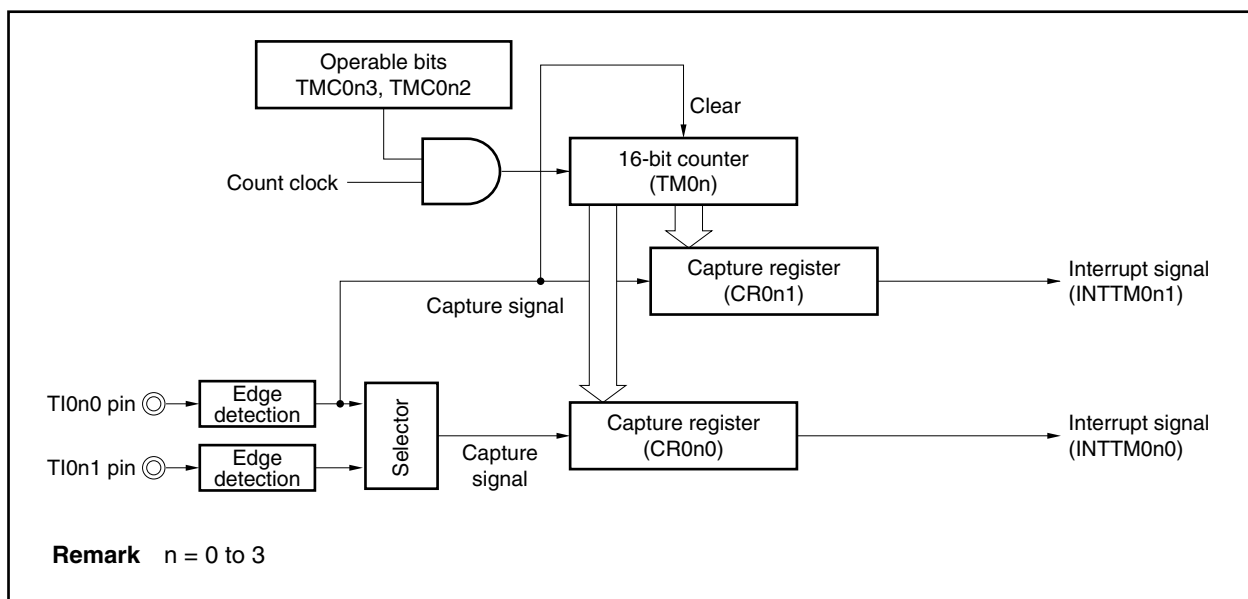 Operable bits
TMC0n3, TMC0n2
Clear
16-bit counter
(TM0n)
Count clock
Capture register
(CR0n1)
Interrupt signal
(INTTM0n1)
Capture signal
TI0n0 pin
Edge
detection
Selector
Capture register
(CR0n0)
Interrupt signal
(INTTM0n0)
Capture
signal
TI0n1 pin
Edge
detection
Remark n = 0 to 3